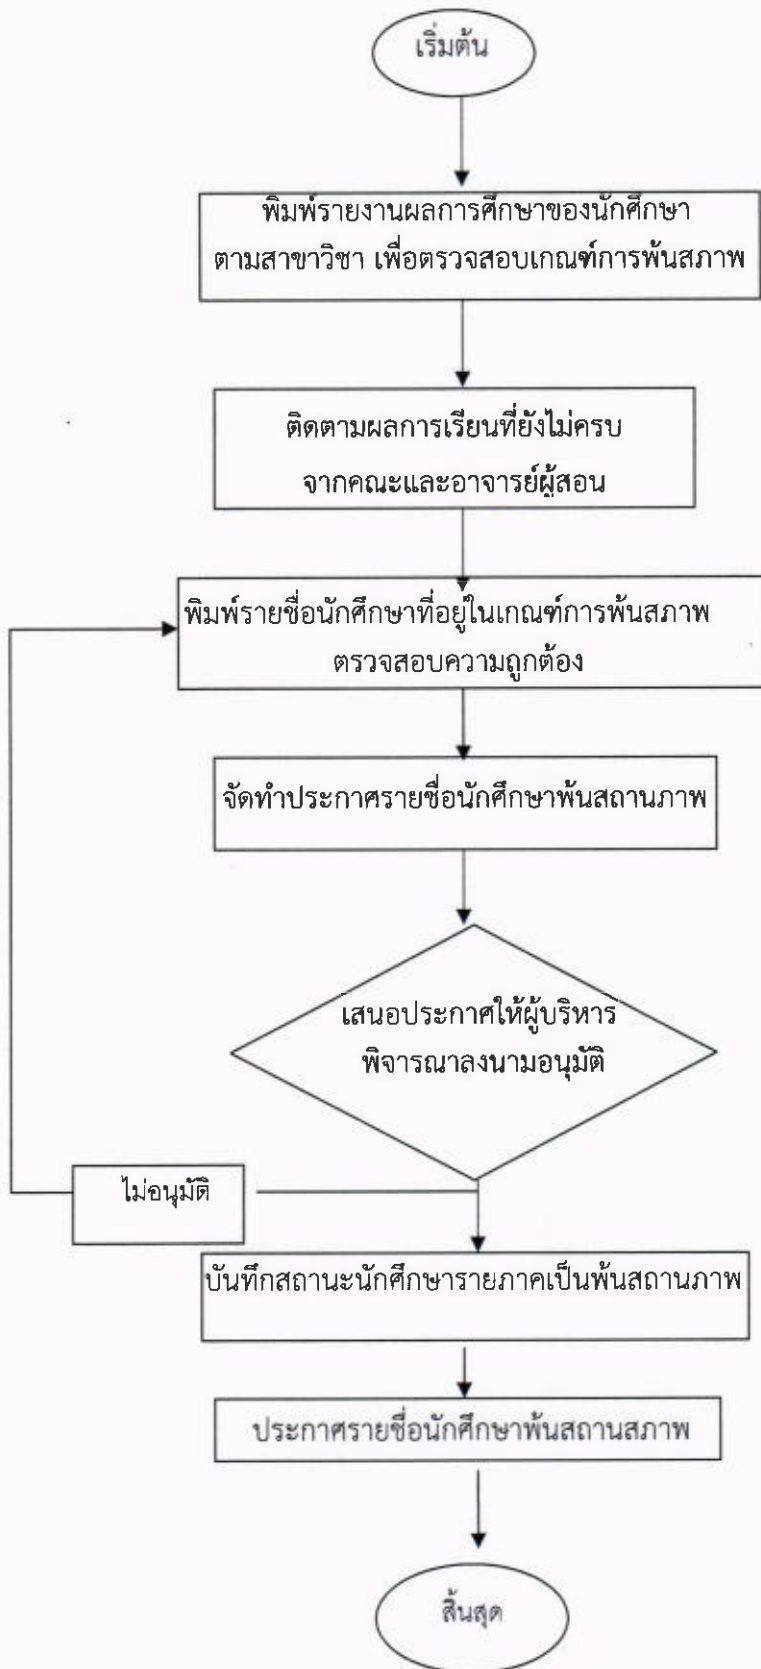 เริ่มต้น
พิมพ์รายงานผลการศึกษาของนักศึกษา
ตามสาขาวิชา เพื่อตรวจสอบเกณฑ์การพ้นสภาพ
ติดตามผลการเรียนที่ยังไม่ครบ
จากคณะและอาจารย์ผู้สอน
พิมพ์รายชื่อนักศึกษาที่อยู่ในเกณฑ์การพ้นสภาพ
ตรวจสอบความถูกต้อง
จัดทำประกาศรายชื่อนักศึกษาพ้นสถานภาพ
เสนอประกาศให้ผู้บริหาร
พิจารณาลงนามอนุมัติ
ไม่อนุมัติ
บันทึกสถานะนักศึกษารายภาคเป็นพ้นสถานภาพ
ประกาศรายชื่อนักศึกษาพ้นสถานสภาพ
สิ้นสุด